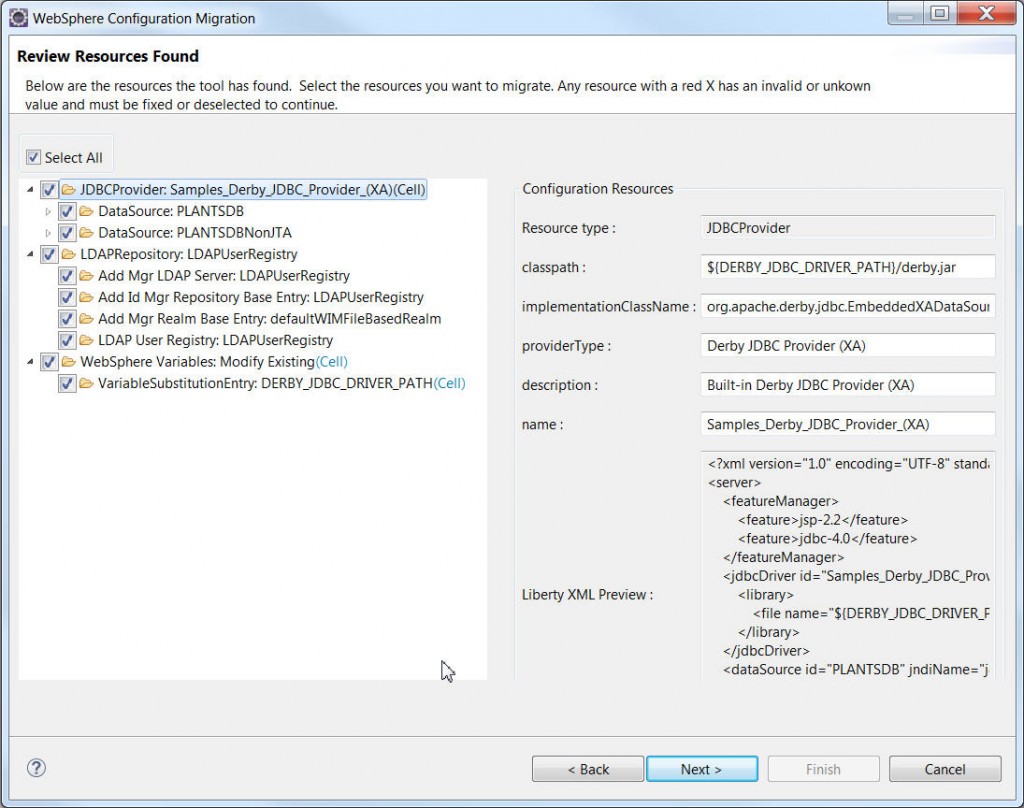 WebSphere Configuration Migration
Review Resources Found
Below are the resources the tool has found. Select the resources you want to migrate. Any resource with a red X has an invalid or unkown
value and must be fixed or deselected to continue.
Select All
JDBCProvider: Samples_Derby_JDBC_Provider_(XA)(Cell)
DataSource: PLANTSDB
DataSource: PLANTSDBNonJTA
LDAPRepository: LDAPUserRegistry
Add Mgr LDAP Server: LDAPUserRegistry
Add Id Mgr Repository Base Entry: LDAPUserRegistry
Add Mgr Realm Base Entry: defaultWIMFileBasedRealm
LDAP User Registry: LDAPUserRegistry
WebSphere Variables: Modify Existing(Cell)
VariableSubstitutionEntry: DERBY_JDBC_DRIVER_PATH(Cell)
Configuration Resources
Resource type : JDBCProvider
classpath : ${DERBY_JDBC_DRIVER_PATH}/derby.jar
implementationClassName : org.apache.derby.jdbc.EmbeddedXADataSour
providerType : Derby JDBC Provider (XA)
description : Built-in Derby JDBC Provider (XA)
name : Samples_Derby_JDBC_Provider_(XA)
Liberty XML Preview :
<?xml version="1.0" encoding="UTF-8" standa
<server>
<featureManager>
<feature>jsp-2.2</feature>
<feature>jdbc-4.0</feature>
</featureManager>
<jdbcDriver id="Samples_Derby_JDBC_Prov
<library>
<file name="${DERBY_JDBC_DRIVER_P
</library>
</jdbcDriver>
<dataSource id="PLANTSDB" jndiName="j
?
< Back
Next >
Finish
Cancel